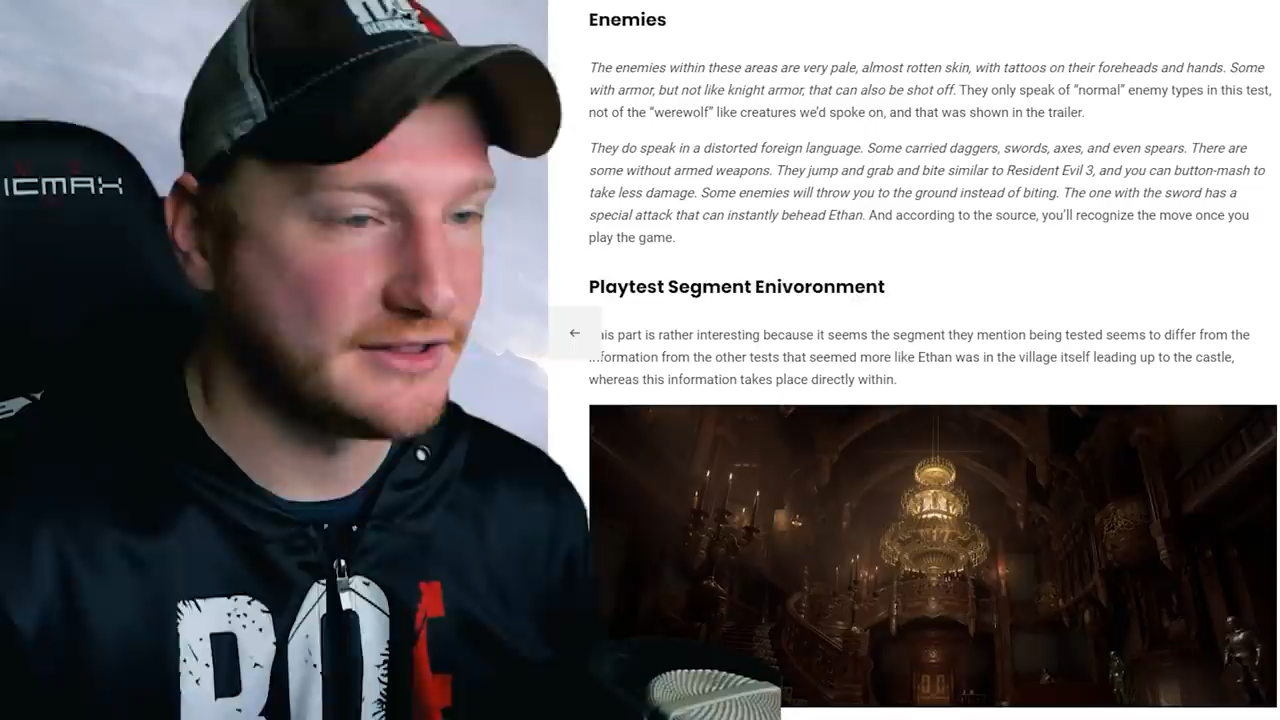 Enemies
The enemies within these areas are very pale, almost rotten skin, with tattoos on their foreheads and hands. Some
with armor, but not like knight armor, that can also be shot off. They only speak of “normal” enemy types in this test,
not of the “werewolf” like creatures we’d spoke on, and that was shown in the trailer.
They do speak in a distorted foreign language. Some carried daggers, swords, axes, and even spears. There are
some without armed weapons. They jump and grab and bite similar to Resident Evil 3, and you can button-mash to
take less damage. Some enemies will throw you to the ground instead of biting. The one with the sword has a
special attack that can instantly behead Ethan. And according to the source, you’ll recognize the move once you
play the game.
Playtest Segment Enivoronment
his part is rather interesting because it seems the segment they mention being tested seems to differ from the
formation from the other tests that seemed more like Ethan was in the village itself leading up to the castle,
whereas this information takes place directly within.
ICMAX